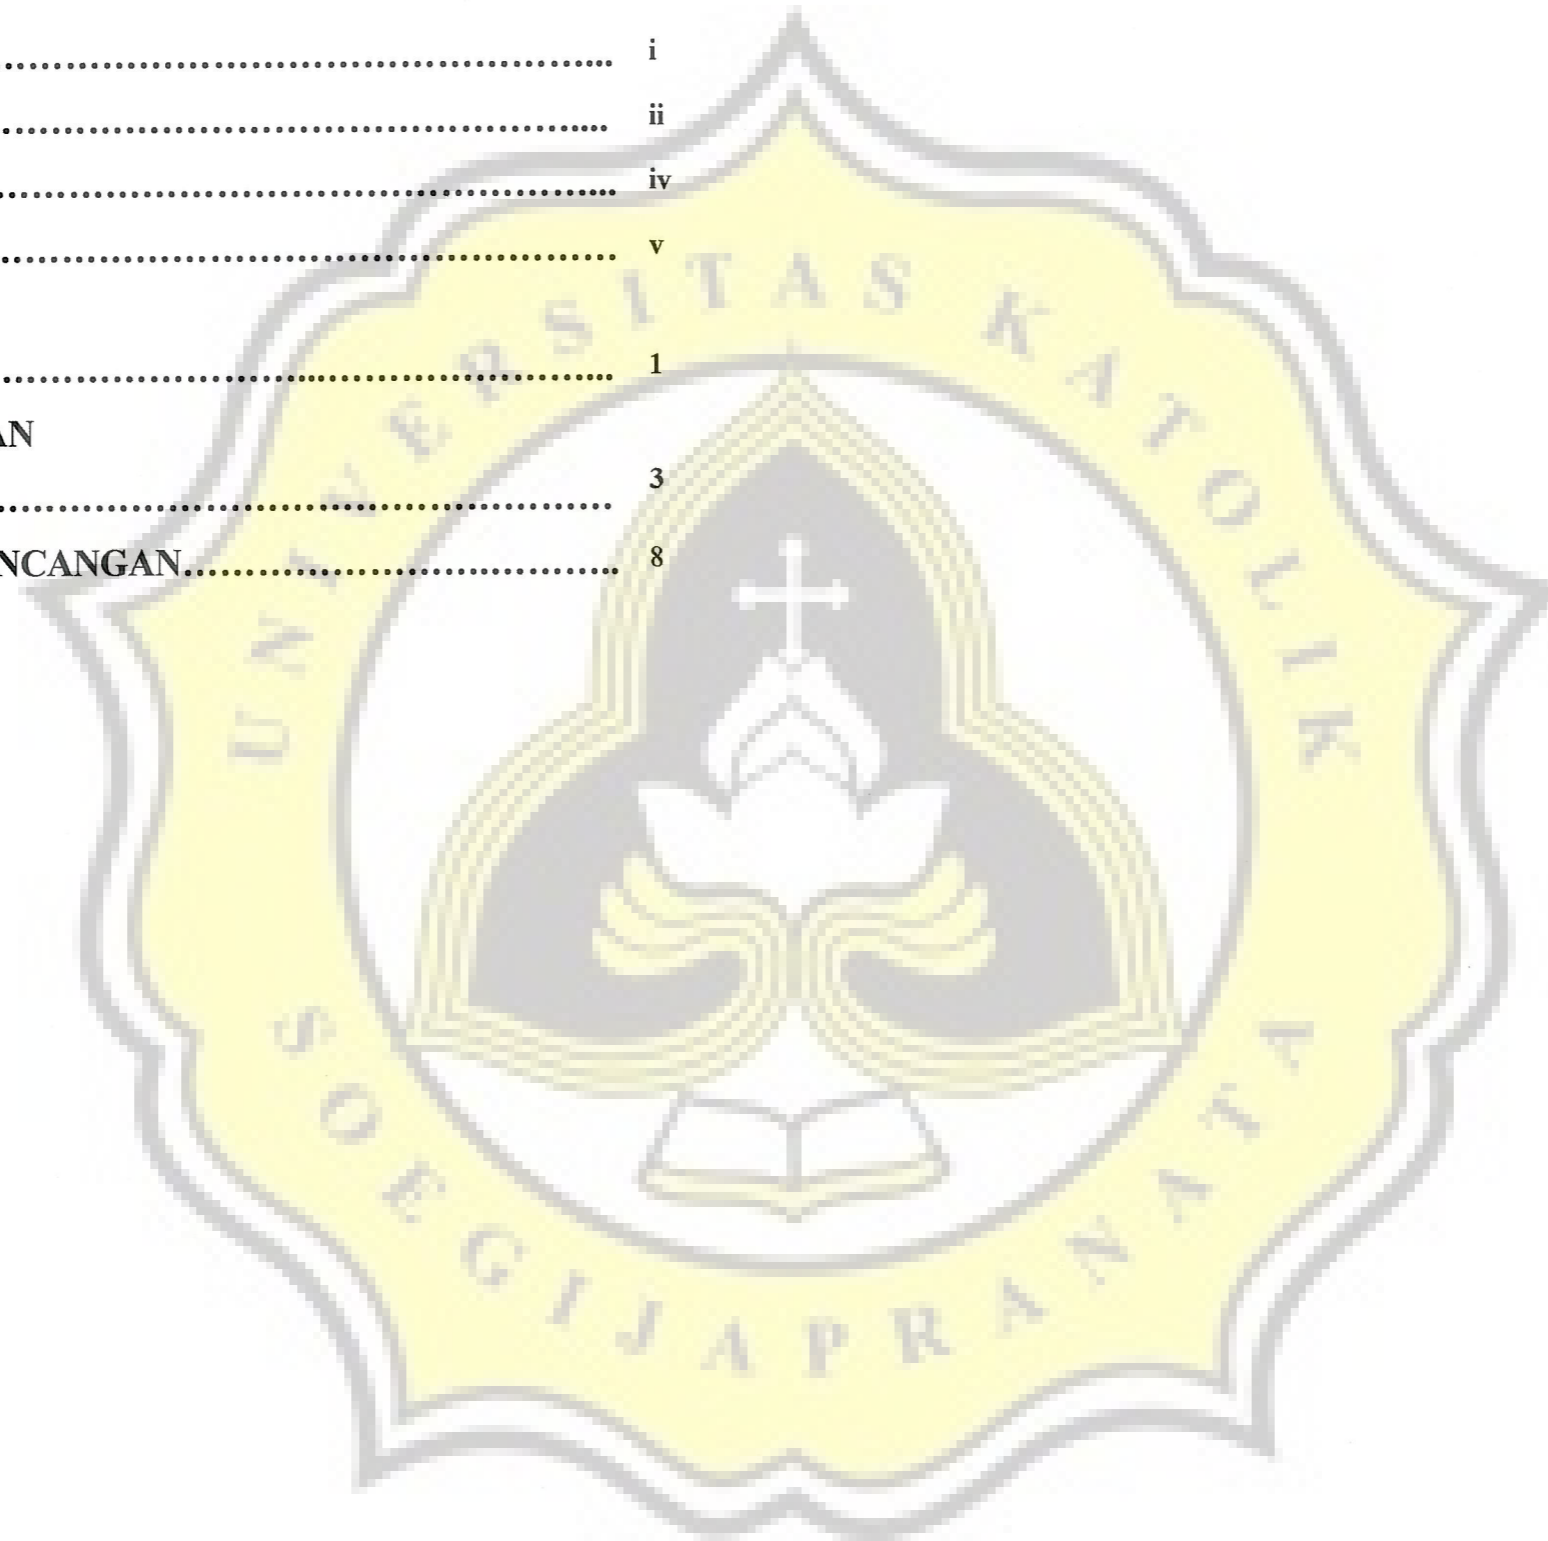 ........................................ i
........................................ ii
........................................ iv
........................................ v
........................................ 1
AN
........................................ 3
NCANGAN........................................ 8
UNIVERSITAS KATOLIK
SOEGIJAPRANATA